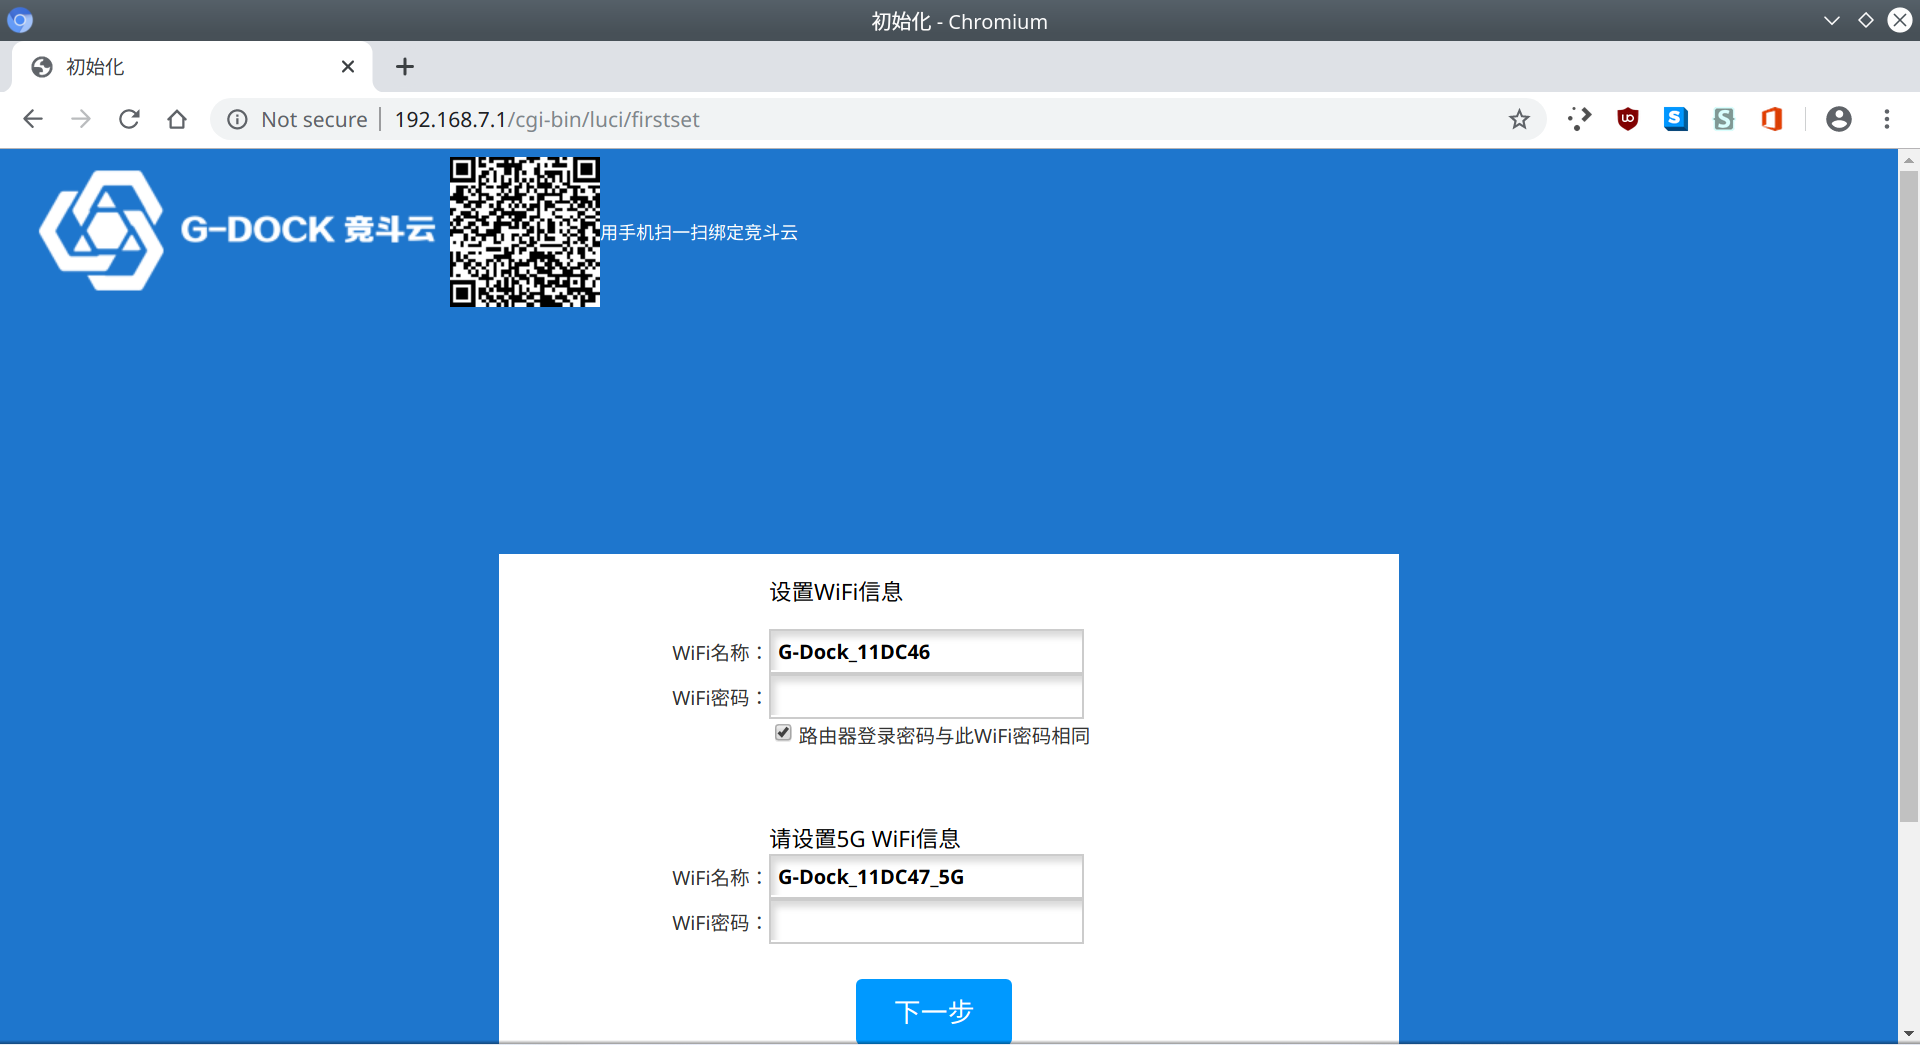 初始化 - Chromium
初始化
Not secure
192.168.7.1/cgi-bin/luci/firstset
G-DOCK 竞斗云
用手机扫一扫绑定竞斗云
设置WiFi信息
WiFi名称：
G-Dock_11DC46
WiFi密码：
路由器登录密码与此WiFi密码相同
请设置5G WiFi信息
WiFi名称：
G-Dock_11DC47_5G
WiFi密码：
下一步